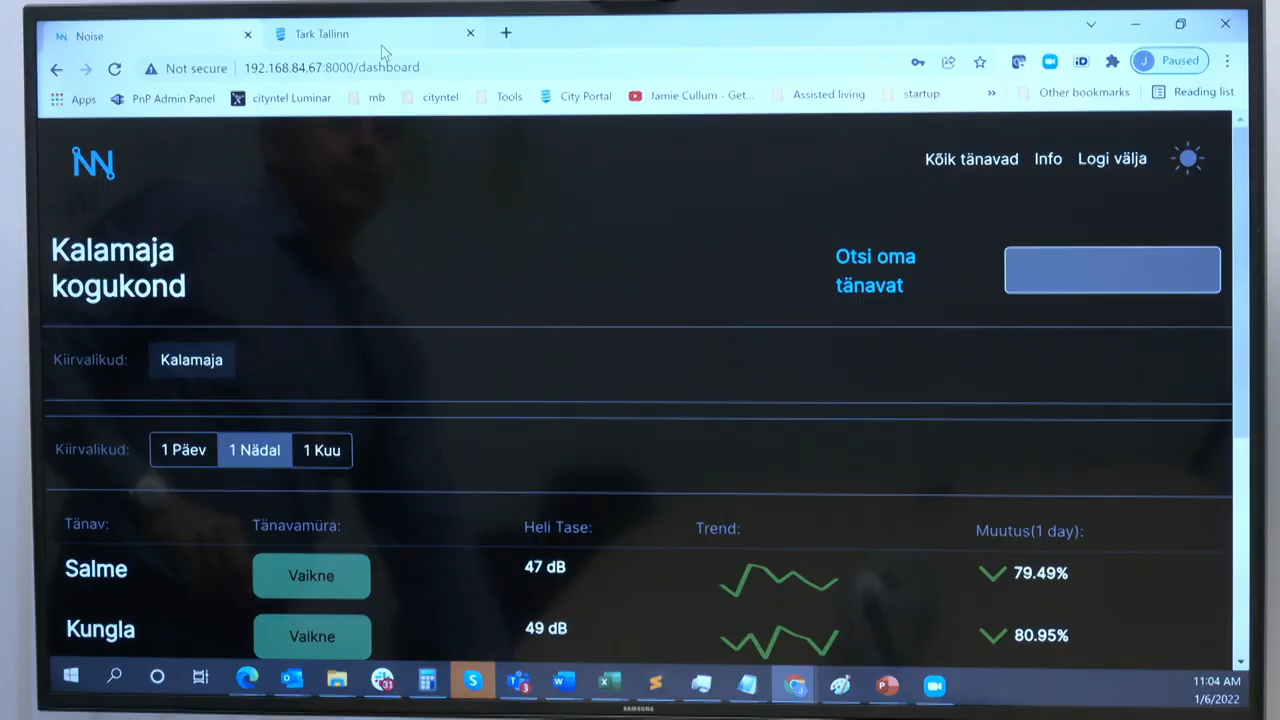 Noise
Tark Tallinn
Not secure 192.168.84.67:8000/dashboard
Paused
Apps PnP Admin Panel cityntel Luminar mb cityntel Tools City Portal Jamie Cullum - Get... Assisted living startup » Other bookmarks Reading list
Kõik tänavad Info Logi välja
Kalamaja
kogukond
Otsi oma
tänavat
Kiirvalikud: Kalamaja
Kiirvalikud: 1 Päev 1 Nädal 1 Kuu
Tänav: Tänavamüra: Heli Tase: Trend: Muutus(1 day):
Salme Vaikne 47 dB 79.49%
Kungla Vaikne 49 dB 80.95%
11:04 AM
1/6/2022
SAMSUNG